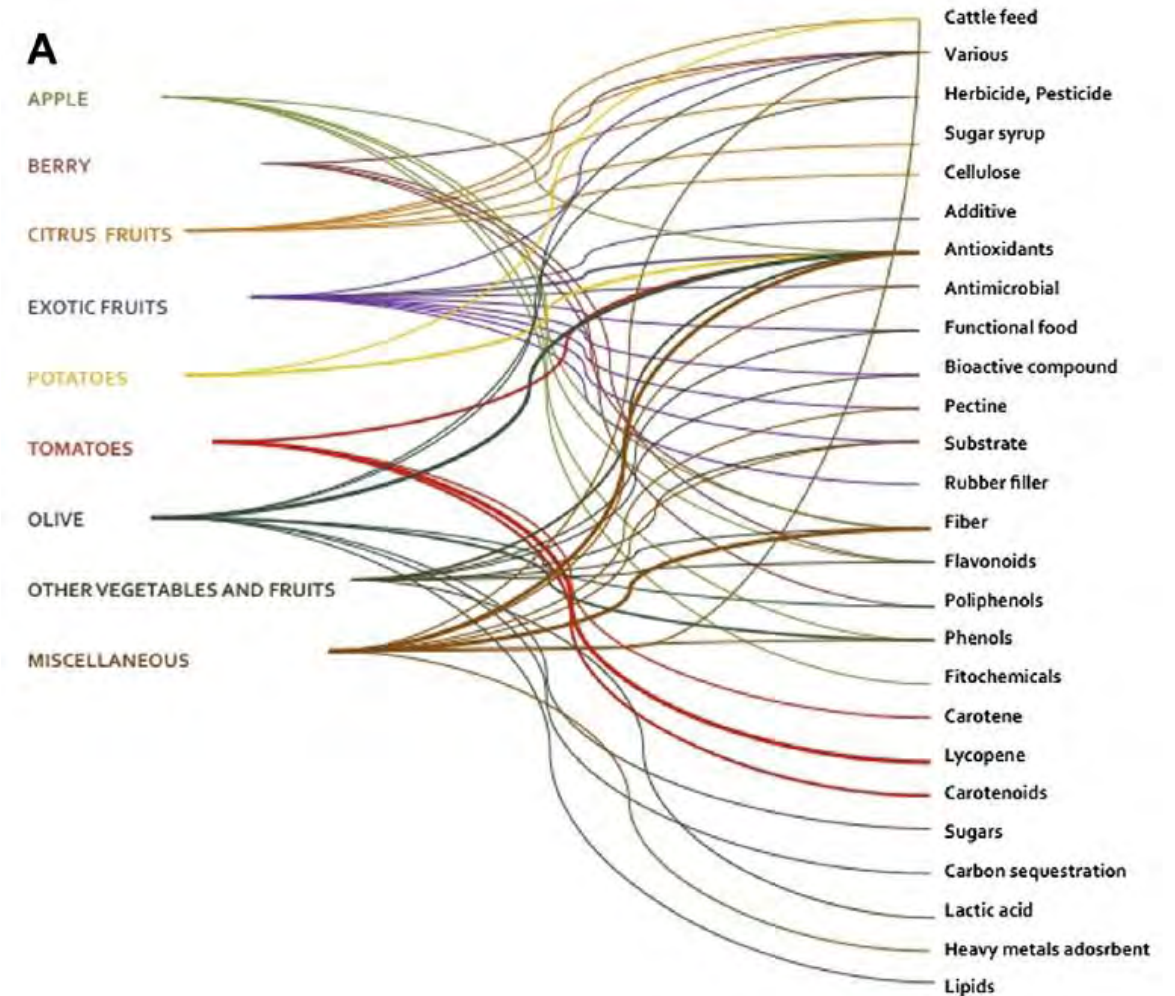 A
APPLE
BERRY
CITRUS FRUITS
EXOTIC FRUITS
POTATOES
TOMATOES
OLIVE
OTHER VEGETABLES AND FRUITS
MISCELLANEOUS
Cattle feed
Various
Herbicide, Pesticide
Sugar syrup
Cellulose
Additive
Antioxidants
Antimicrobial
Functional food
Bioactive compound
Pectine
Substrate
Rubber filler
Fiber
Flavonoids
Poliphenols
Phenols
Fitochemicals
Carotene
Lycopene
Carotenoids
Sugars
Carbon sequestration
Lactic acid
Heavy metals adosrbent
Lipids